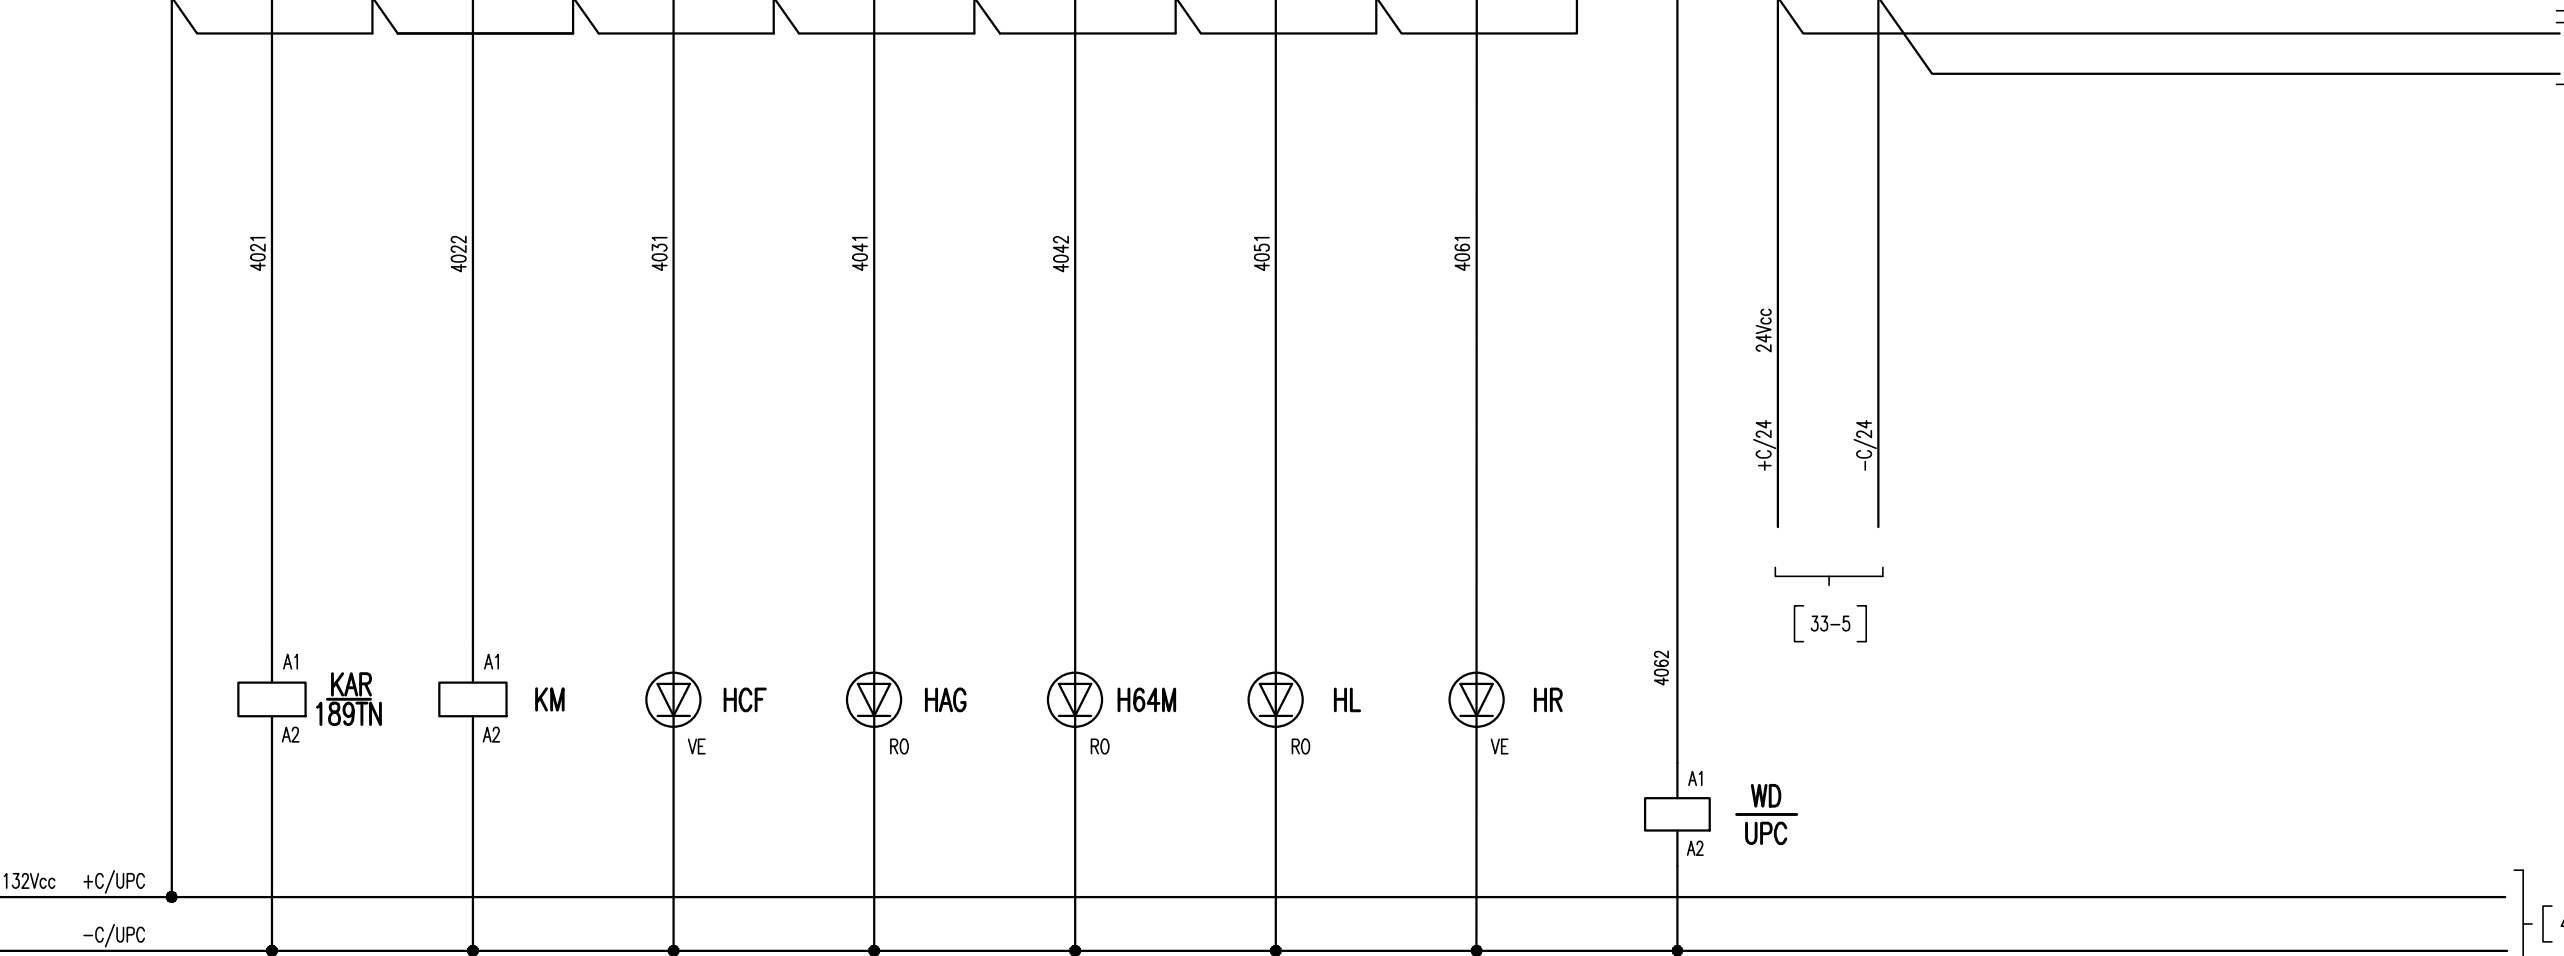 4021
4022
4031
4041
4042
4051
4061
24Vcc
+C/24
-C/24
33-5
4062
A1
KAR
189TN
A2
A1
KM
A2
HCF
VE
HAG
RO
H64M
RO
HL
RO
HR
VE
A1
WD
UPC
A2
132Vcc +C/UPC
-C/UPC